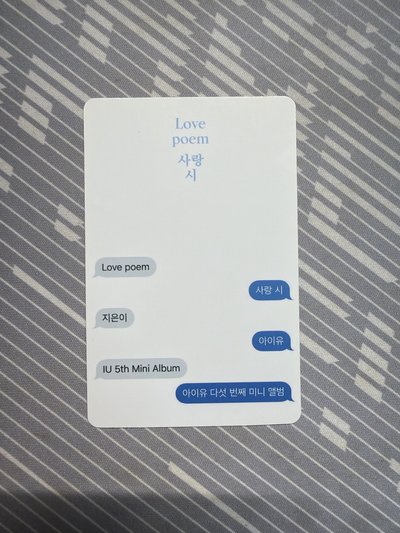 Love
poem
사랑
시
Love poem
사랑 시
지은이
아이유
IU 5th Mini Album
아이유 다섯 번째 미니 앨범